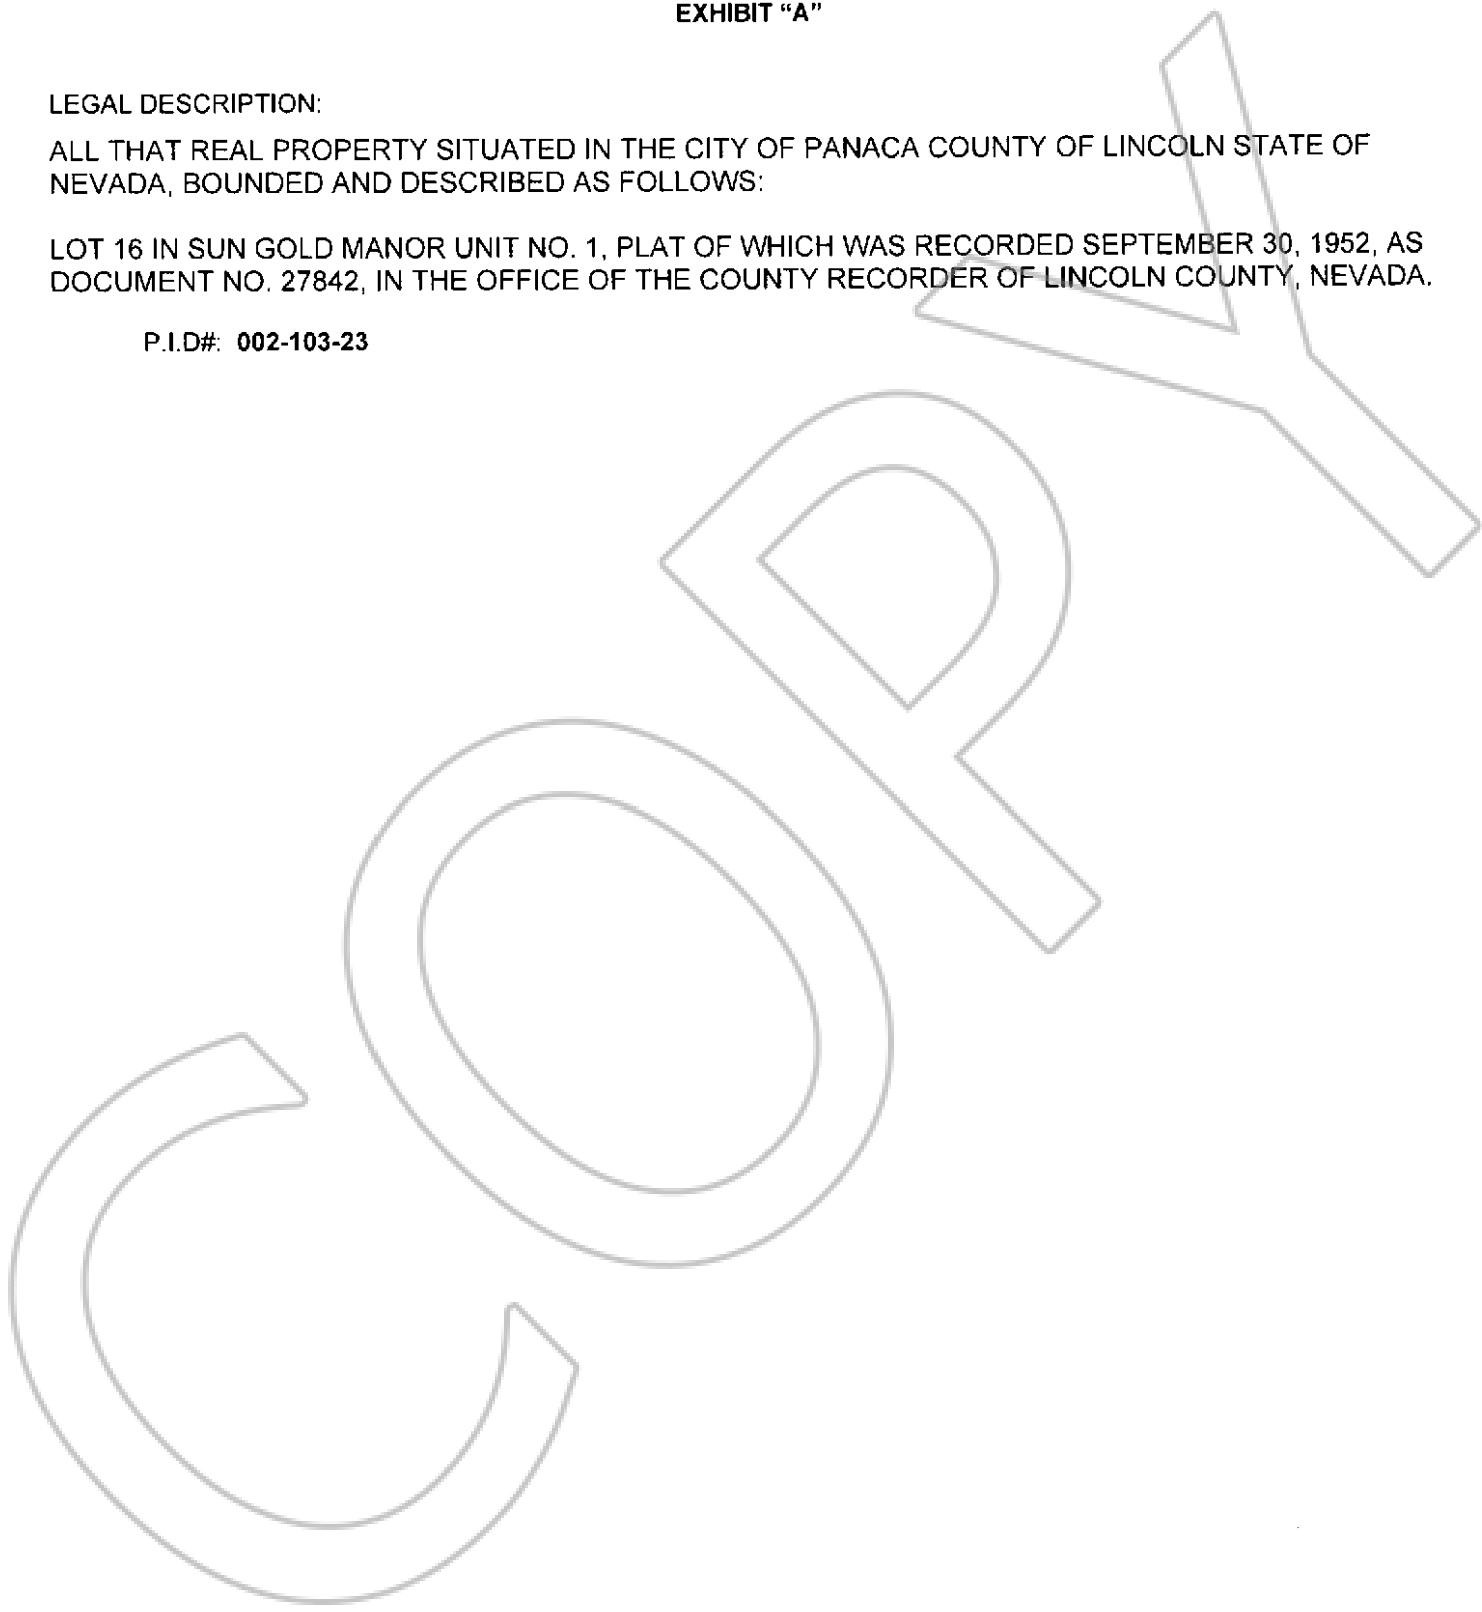 EXHIBIT “A”
LEGAL DESCRIPTION:
ALL THAT REAL PROPERTY SITUATED IN THE CITY OF PANACA COUNTY OF LINCOLN STATE OF
NEVADA, BOUNDED AND DESCRIBED AS FOLLOWS:
LOT 16 IN SUN GOLD MANOR UNIT NO. 1, PLAT OF WHICH WAS RECORDED SEPTEMBER 30, 1952, AS
DOCUMENT NO. 27842, IN THE OFFICE OF THE COUNTY RECORDER OF LINCOLN COUNTY, NEVADA.
P.I.D#: 002-103-23
COPY